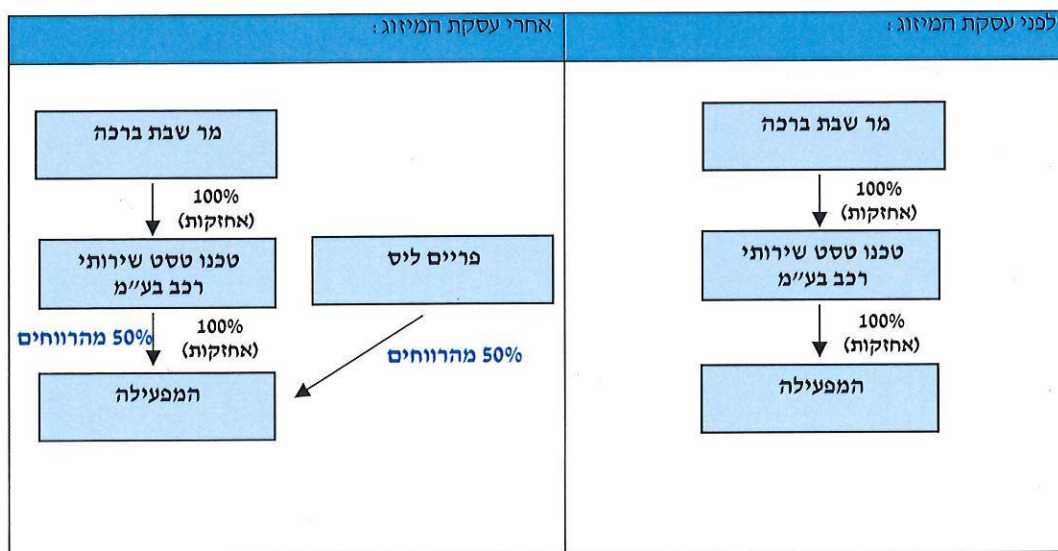 לפני עסקת המיזוג:
מר שבת ברכה
100%
(אחזקות)
טכנו טסט שירותי
רכב בע"מ
100%
(אחזקות)
המפעילה
אחרי עסקת המיזוג:
מר שבת ברכה
100%
(אחזקות)
טכנו טסט שירותי
רכב בע"מ
פריים ליס
100%
(אחזקות)
50% מהרווחים
50% מהרווחים
המפעילה